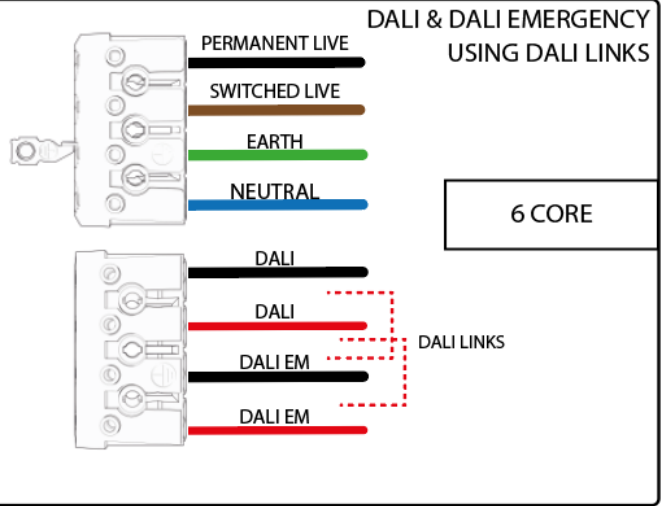 DALI & DALI EMERGENCY
USING DALI LINKS
PERMANENT LIVE
SWITCHED LIVE
EARTH
NEUTRAL
6 CORE
DALI
DALI
DALI LINKS
DALI EM
DALI EM